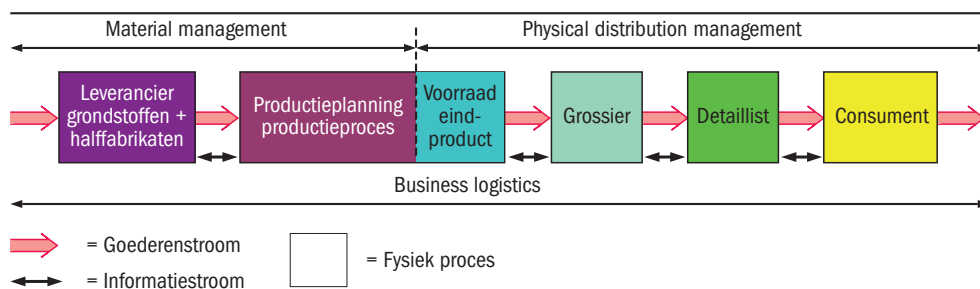 Material management
Physical distribution management
Leverancier
grondstoffen +
halffabrikaten
Productieplanning
productieproces
Voorraad
eind-
product
Grossier
Detaillist
Consument
Business logistics
= Goederenstroom
= Informatiestroom
= Fysiek proces